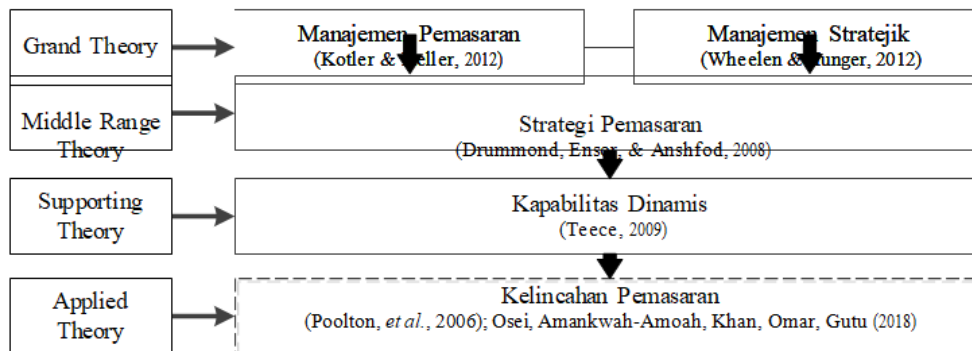 Grand Theory
Manajemen Pemasaran
(Kotler & Keller, 2012)
Manajemen Stratejik
(Wheelen & Hunger, 2012)
Middle Range
Theory
Strategi Pemasaran
(Drummond, Ensor, & Anshfod, 2008)
Supporting
Theory
Kapabilitas Dinamis
(Teece, 2009)
Applied
Theory
Kelincahan Pemasaran
(Poolton, et al., 2006); Osei, Amankwah-Amoah, Khan, Omar, Gutu (2018)